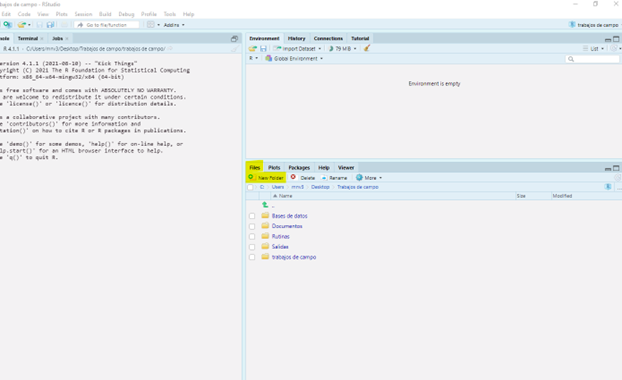 bajos de campo - RStudio
Edit Code View Plots Session Build Debug Profile Tools Help
Go to file/function Addins trabajos de campo
sole Terminal Jobs
R 4.1.1 C:/Users/mriv3/Desktop/Trabajos de campo/trabajos de campo/
ersion 4.1.1 (2021-08-10) -- "Kick Things"
pyright (C) 2021 The R Foundation for Statistical Computing
tform: x86_64-w64-mingw32/x64 (64-bit)
s free software and comes with ABSOLUTELY NO WARRANTY.
are welcome to redistribute it under certain conditions.
e 'license()' or 'licence()' for distribution details.
s a collaborative project with many contributors.
e 'contributors()' for more information and
tation()' on how to cite R or R packages in publications.
e 'demo()' for some demos, 'help()' for on-line help, or
lp.start()' for an HTML browser interface to help.
e 'q()' to quit R.
Environment History Connections Tutorial
Import Dataset 79 MiB List
R Global Environment
Environment is empty
Files Plots Packages Help Viewer
New Folder Delete Rename More
C: Users mriv3 Desktop Trabajos de campo
Name Size Modified
..
Bases de datos
Documentos
Rutinas
Salidas
trabajos de campo